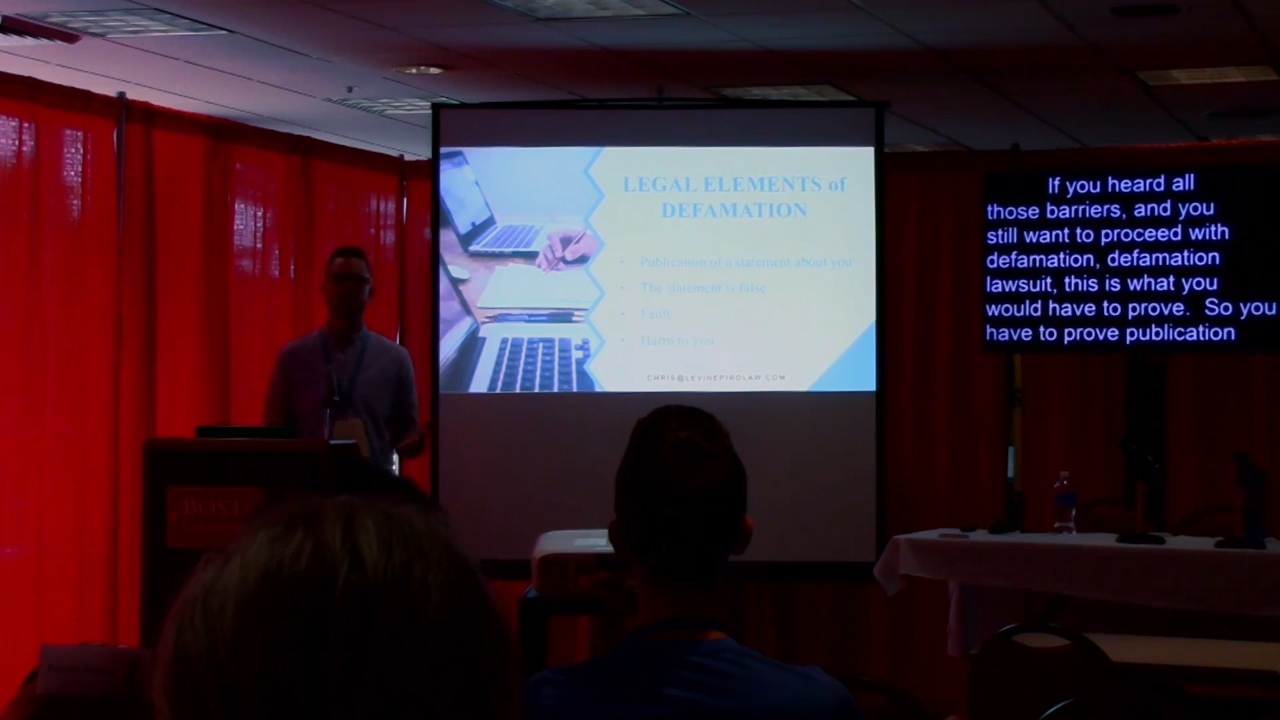 LEGAL ELEMENTS of
DEFAMATION
• Publication of a statement about you
• The statement is false
• Fault
• Harm to you
CHRIS@LEVINEPIROLAW.COM
If you heard all
those barriers, and you
still want to proceed with
defamation, defamation
lawsuit, this is what you
would have to prove.  So you
have to prove publication